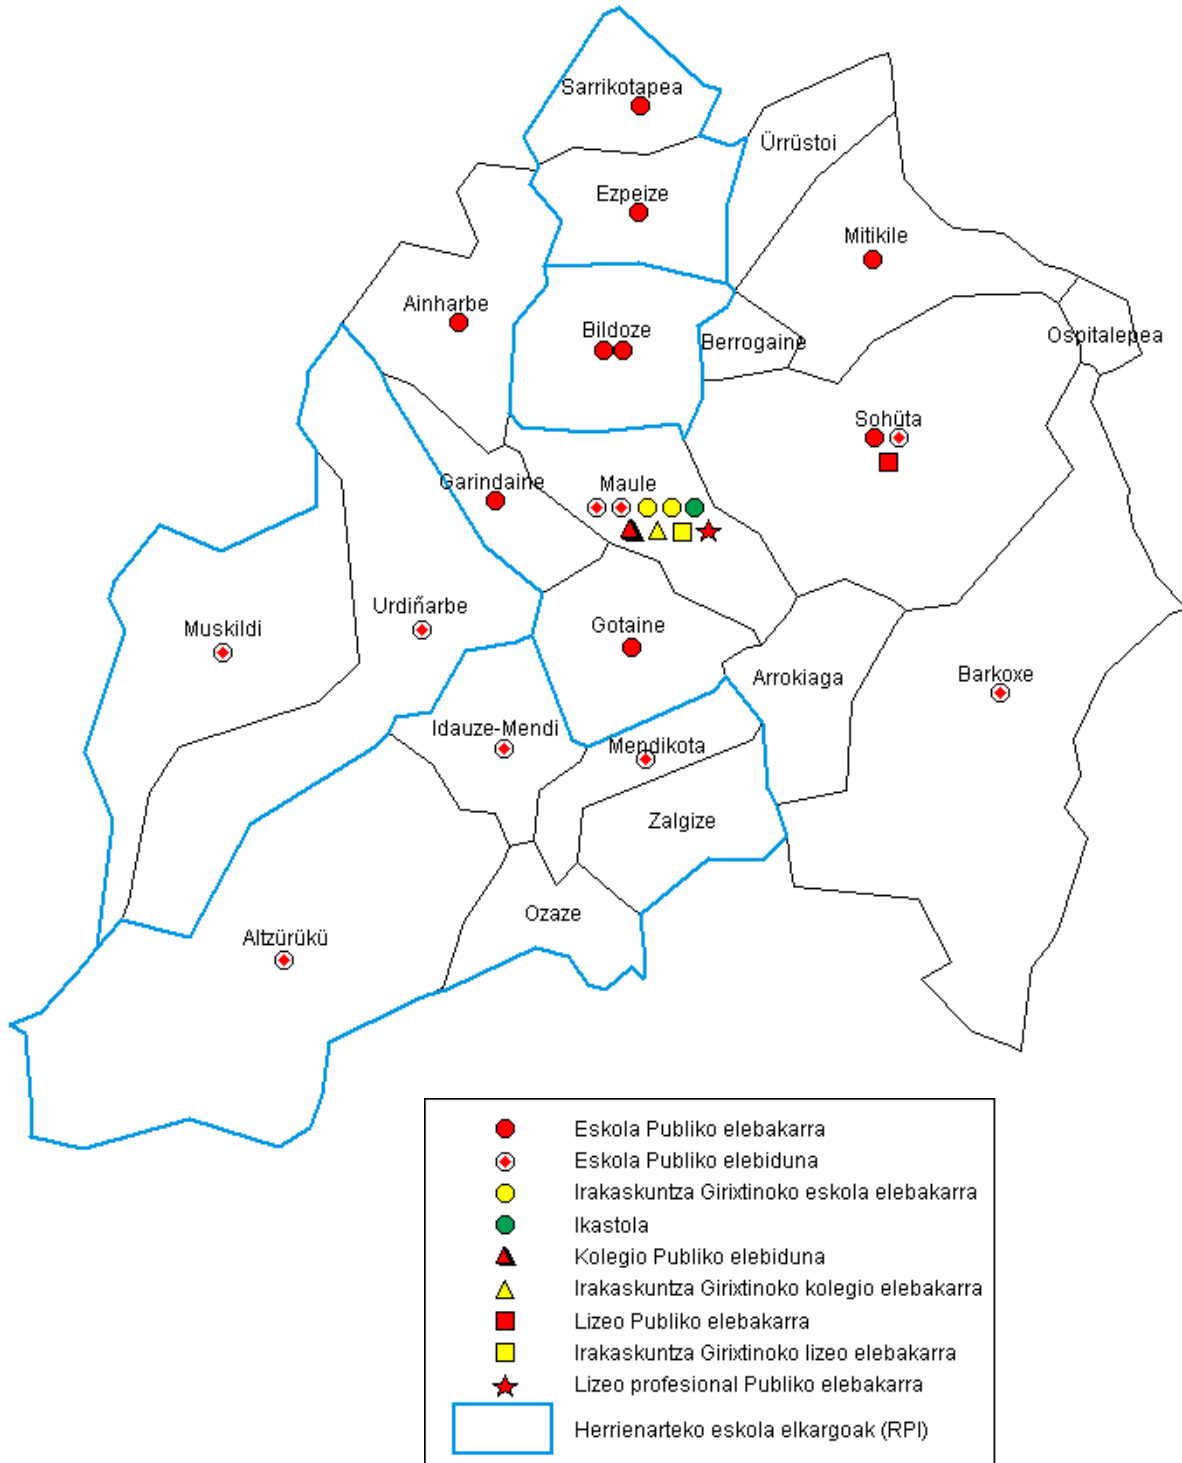 Sarrikotapea
Ürrüstoi
Ezpeize
Mitikile
Ainharbe
Bildoze
Berrogaine
Ospitalepea
Sohüta
Garindaine
Maule
Urdiñarbe
Muskildi
Gotaine
Arrokiaga
Barkoxe
Idauze-Mendi
Mendikota
Zalgize
Ozaze
Altzürükü
Eskola Publiko elebakarra
Eskola Publiko elebiduna
Irakaskuntza Girixtinoko eskola elebakarra
Ikastola
Kolegio Publiko elebiduna
Irakaskuntza Girixtinoko kolegio elebakarra
Lizeo Publiko elebakarra
Irakaskuntza Girixtinoko lizeo elebakarra
Lizeo profesional Publiko elebakarra
Herrienarteko eskola elkargoak (RPI)